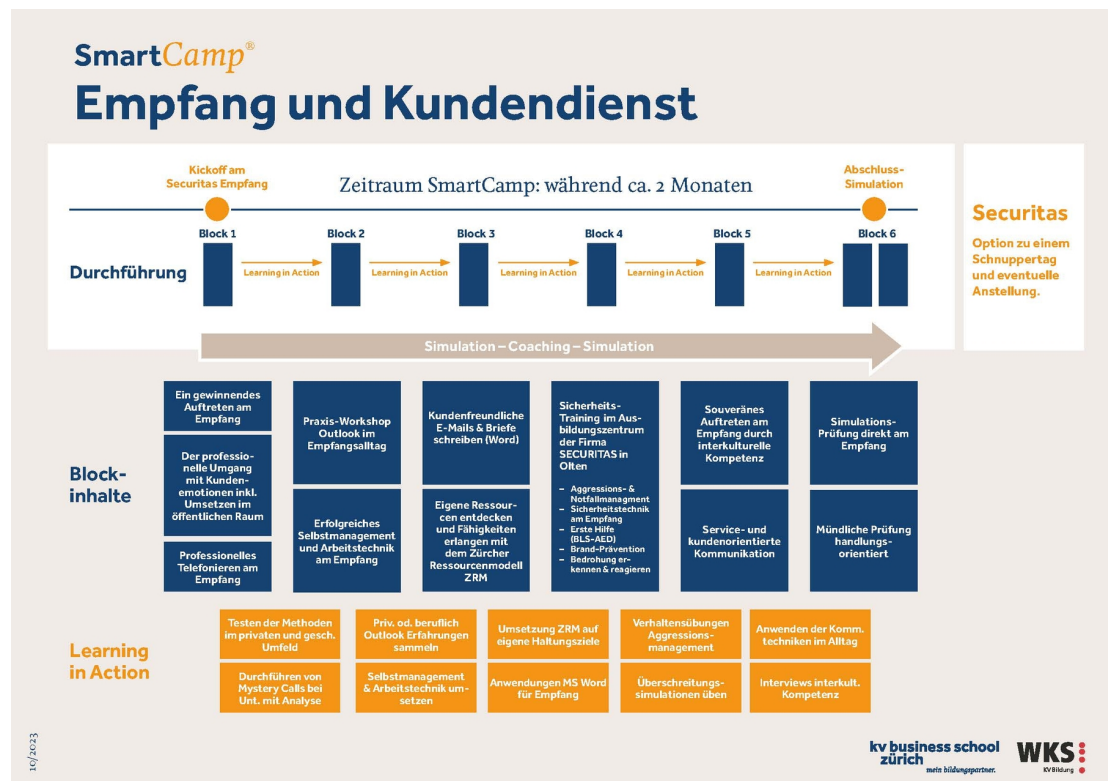 SmartCamp®
Empfang und Kundendienst
Kickoff am
Securitas Empfang
Zeitraum SmartCamp: während ca. 2 Monaten
Abschluss-
Simulation
Block 1
Block 2
Block 3
Block 4
Block 5
Block 6
Durchführung
Learning in Action
Learning in Action
Learning in Action
Learning in Action
Learning in Action
Securitas
Option zu einem
Schnuppertag
und eventuelle
Anstellung.
Simulation – Coaching – Simulation
Block-
inhalte
Ein gewinnendes
Auftreten am
Empfang
Der professio-
nelle Umgang
mit Kunden-
emotionen inkl.
Umsetzen im
öffentlichen Raum
Professionelles
Telefonieren am
Empfang
Praxis-Workshop
Outlook im
Empfangsalltag
Erfolgreiches
Selbstmanagement
und Arbeitstechnik
am Empfang
Kundenfreundliche
E-Mails & Briefe
schreiben (Word)
Eigene Ressour-
cen entdecken
und Fähigkeiten
erlangen mit
dem Zürcher
Ressourcenmodell
ZRM
Sicherheits-
Training im Aus-
bildungszentrum
der Firma
SECURITAS in
Olten
– Aggressions- &
Notfallmanagment
– Sicherheitstechnik
am Empfang
– Erste Hilfe
(BLS-AED)
– Brand-Prävention
– Bedrohung er-
kennen & reagieren
Souveränes
Auftreten am
Empfang durch
interkulturelle
Kompetenz
Service- und
kundenorientierte
Kommunikation
Simulations-
Prüfung direkt am
Empfang
Mündliche Prüfung
handlungs-
orientiert
Learning
in Action
Testen der Methoden
im privaten und gesch.
Umfeld
Durchführen von
Mystery Calls bei
Unt. mit Analyse
Priv. od. beruflich
Outlook Erfahrungen
sammeln
Selbstmanagement
& Arbeitstechnik um-
setzen
Umsetzung ZRM auf
eigene Haltungsziele
Anwendungen MS Word
für Empfang
Verhaltensübungen
Aggressions-
management
Überschreitungs-
simulationen üben
Anwenden der Komm.
techniken im Alltag
Interviews interkult.
Kompetenz
10/2023
kv business school
zürich
mein bildungspartner.
WKS
KV Bildung